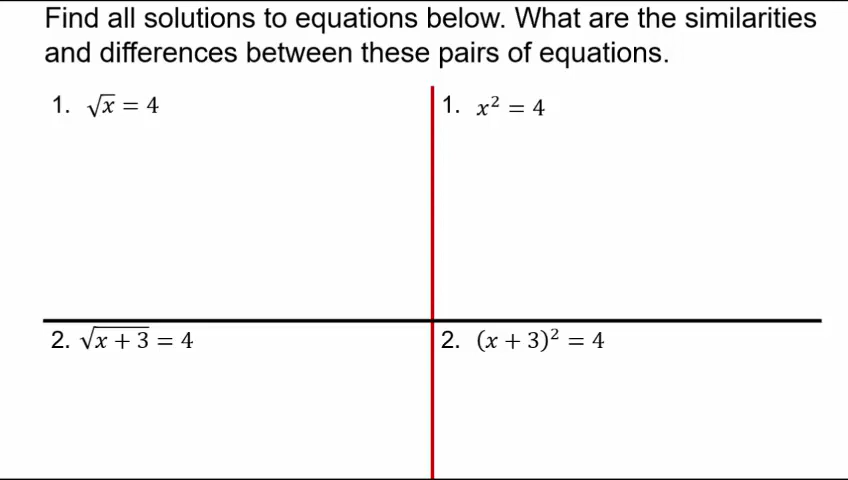 Find all solutions to equations below. What are the similarities
and differences between these pairs of equations.
1. √x = 4
1. x² = 4
2. √(x + 3) = 4
2. (x + 3)² = 4